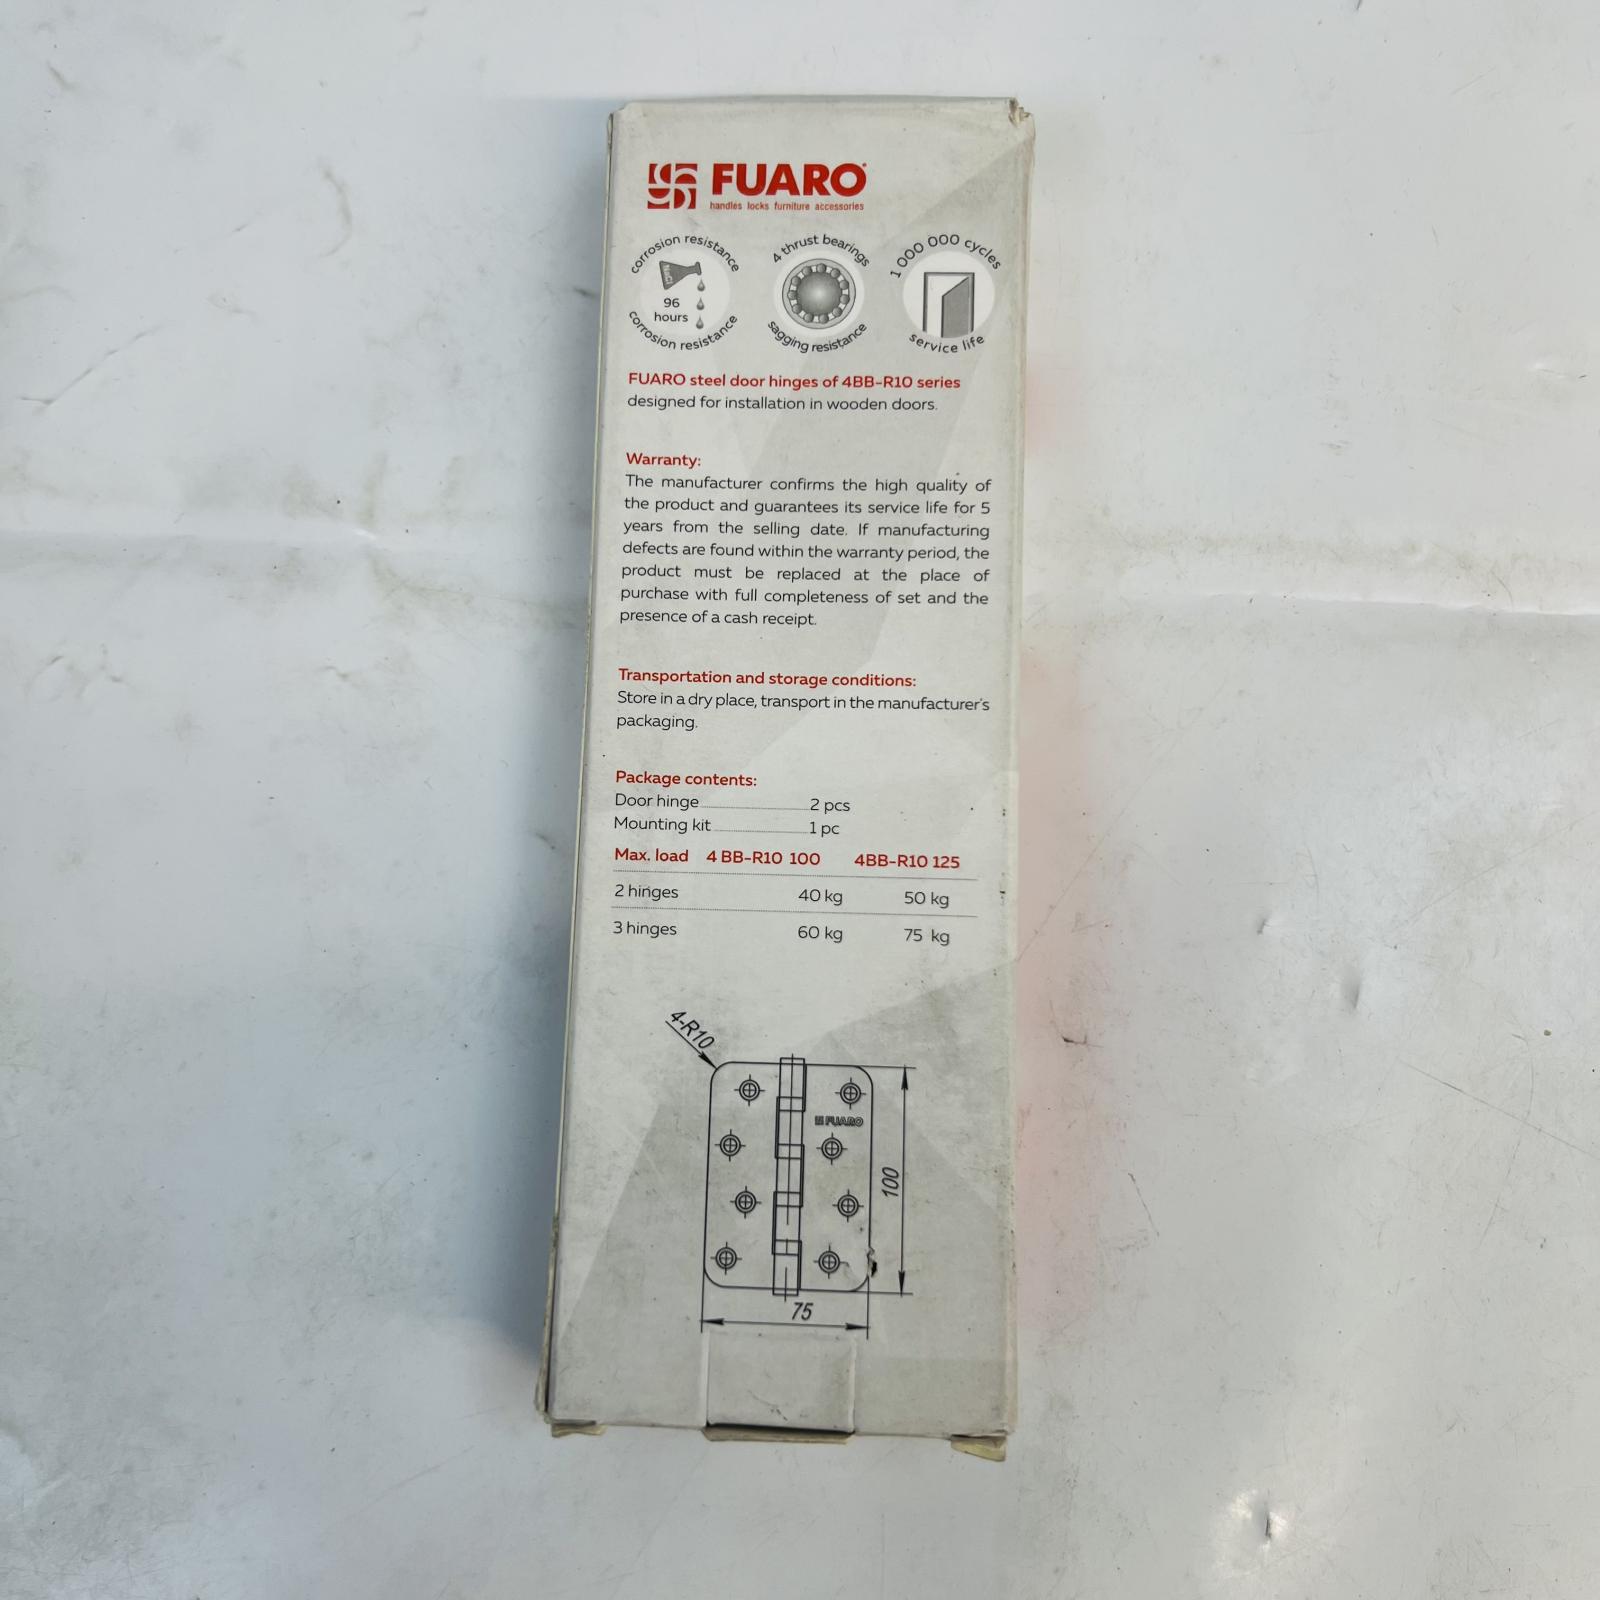 FUARO
handles locks furniture accessories
corrosion resistance
NaCl
96
hours
corrosion resistance
4 thrust bearings
sagging resistance
1 000 000 cycles
service life
FUARO steel door hinges of 4BB-R10 series
designed for installation in wooden doors.
Warranty:
The manufacturer confirms the high quality of
the product and guarantees its service life for 5
years from the selling date. If manufacturing
defects are found within the warranty period, the
product must be replaced at the place of
purchase with full completeness of set and the
presence of a cash receipt.
Transportation and storage conditions:
Store in a dry place, transport in the manufacturer's
packaging.
Package contents:
Door hinge 2 pcs
Mounting kit 1 pc
Max. load 4 BB-R10 100 4BB-R10 125
2 hinges 40 kg 50 kg
3 hinges 60 kg 75 kg
4-R10
FUARO
100
75